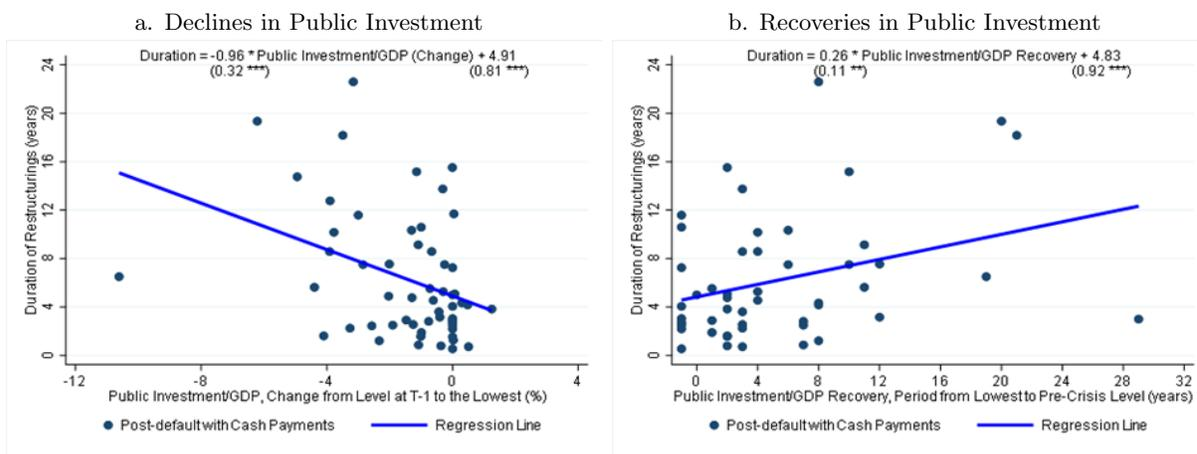 a. Declines in Public Investment
Duration = -0.96 * Public Investment/GDP (Change) + 4.91
(0.32 ***) (0.81 ***)
Duration of Restructurings (years)
24
20
16
12
8
4
0
-12 -8 -4 0 4
Public Investment/GDP, Change from Level at T-1 to the Lowest (%)
Post-default with Cash Payments Regression Line
b. Recoveries in Public Investment
Duration = 0.26 * Public Investment/GDP Recovery + 4.83
(0.11 **) (0.92 ***)
Duration of Restructurings (years)
24
20
16
12
8
4
0
0 4 8 12 16 20 24 28 32
Public Investment/GDP Recovery, Period from Lowest to Pre-Crisis Level (years)
Post-default with Cash Payments Regression Line